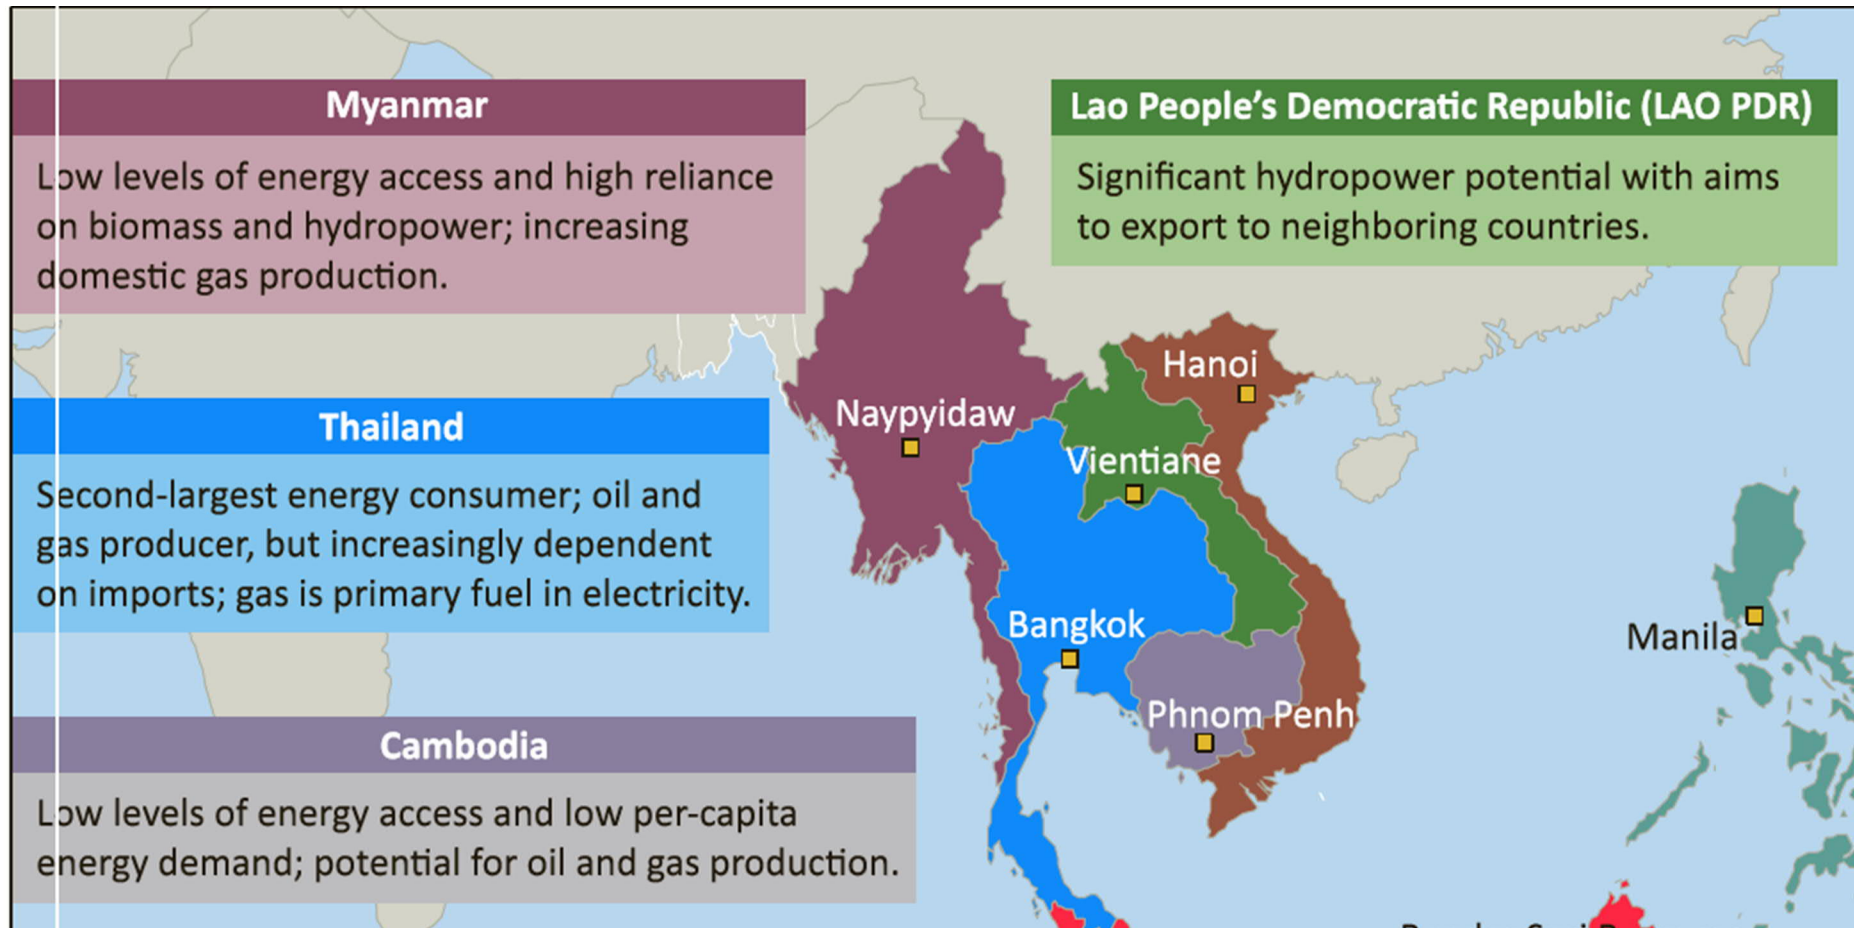 Myanmar
Low levels of energy access and high reliance
on biomass and hydropower; increasing
domestic gas production.
Lao People’s Democratic Republic (LAO PDR)
Significant hydropower potential with aims
to export to neighboring countries.
Thailand
Second-largest energy consumer; oil and
gas producer, but increasingly dependent
on imports; gas is primary fuel in electricity.
Cambodia
Low levels of energy access and low per-capita
energy demand; potential for oil and gas production.
Hanoi
Naypyidaw
Vientiane
Bangkok
Manila
Phnom Penh